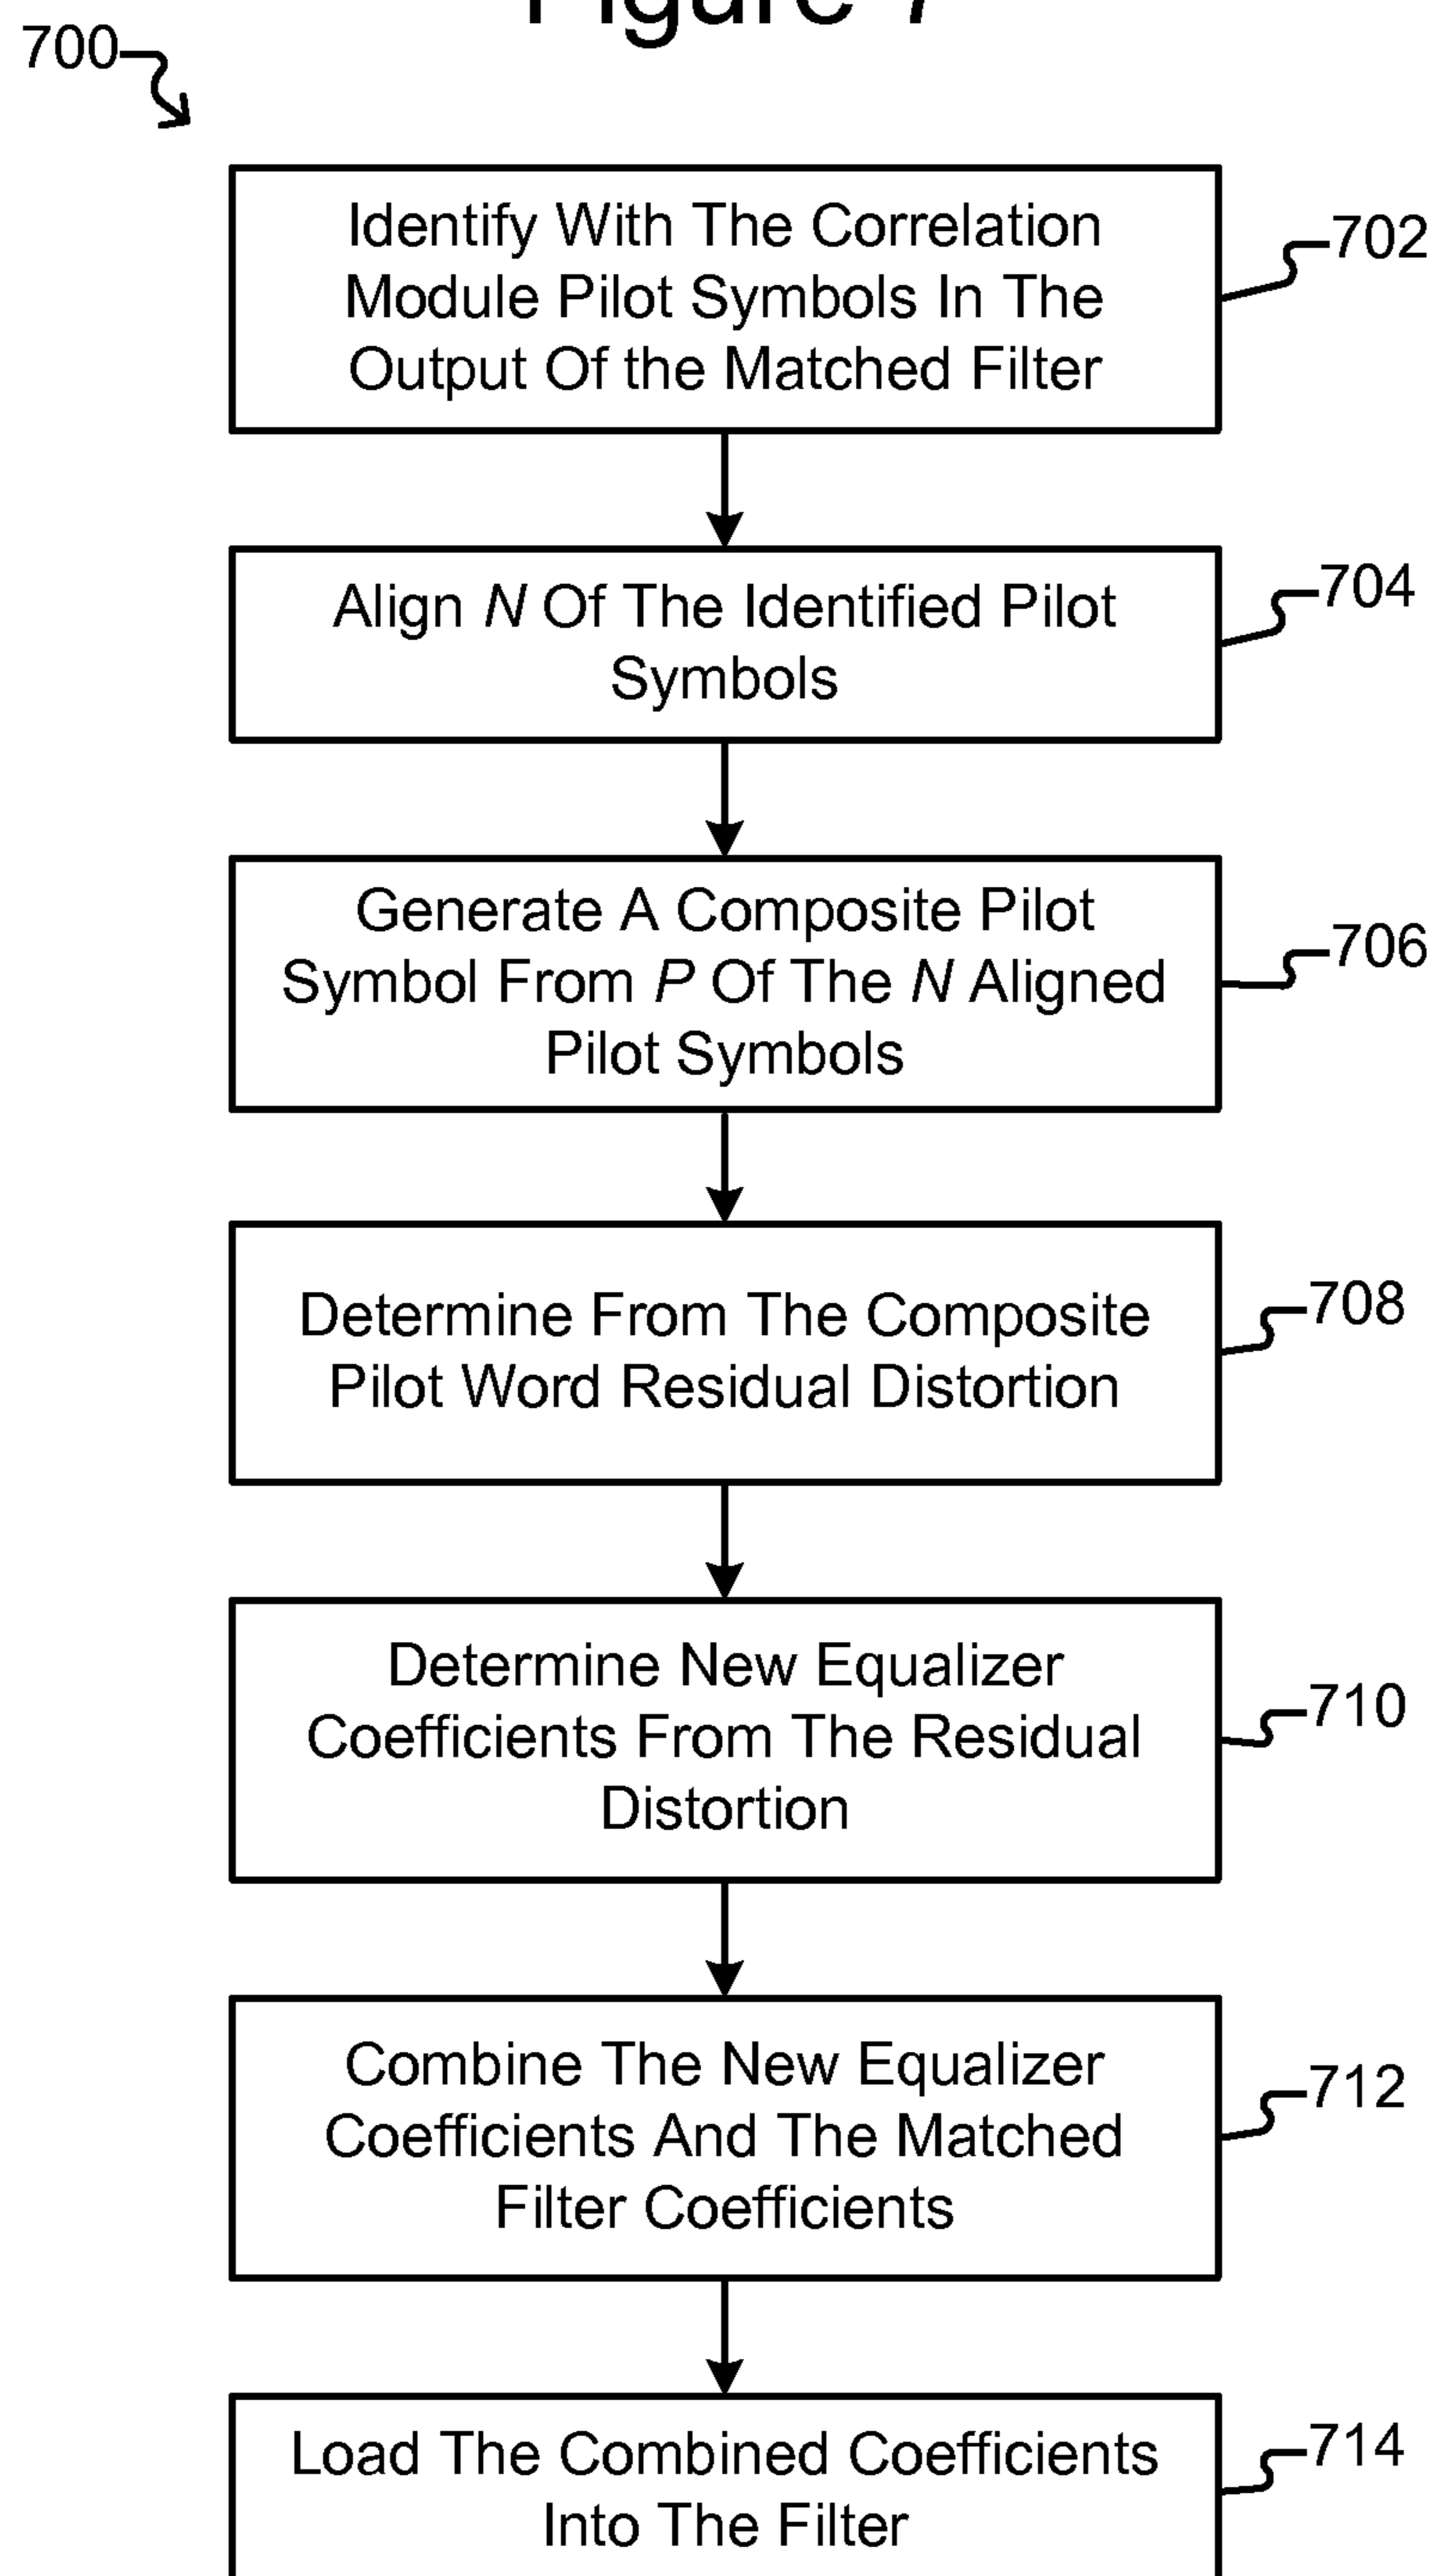 Figure 7
700
Identify With The Correlation
Module Pilot Symbols In The
Output Of the Matched Filter
702
Align N Of The Identified Pilot
Symbols
704
Generate A Composite Pilot
Symbol From P Of The N Aligned
Pilot Symbols
706
Determine From The Composite
Pilot Word Residual Distortion
708
Determine New Equalizer
Coefficients From The Residual
Distortion
710
Combine The New Equalizer
Coefficients And The Matched
Filter Coefficients
712
Load The Combined Coefficients
Into The Filter
714